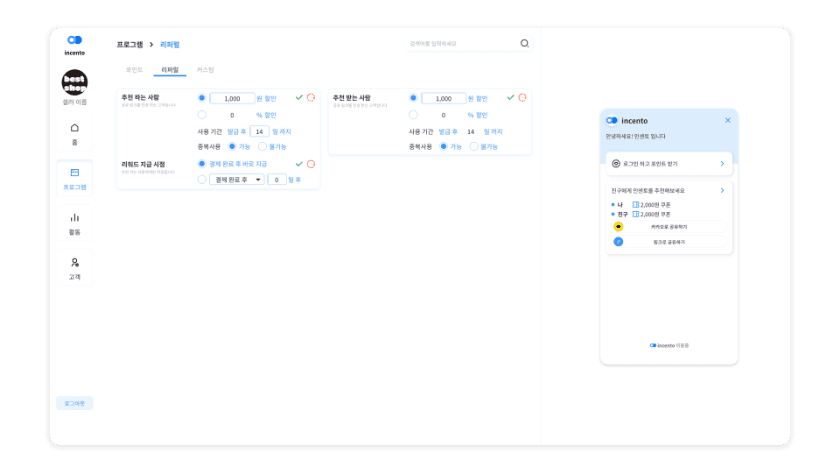 incento
best
shop
셀러 이름
홈
프로그램
활동
고객
로그아웃
프로그램 > 리퍼럴
검색어를 입력하세요
포인트 리퍼럴 커스텀
추천 하는 사람
1,000 원 할인
0 % 할인
사용 기간 발급 후 14 일 까지
중복사용 가능 불가능
추천 받는 사람
1,000 원 할인
0 % 할인
사용 기간 발급 후 14 일 까지
중복사용 가능 불가능
리워드 지급 시점
결제 완료 후 바로 지급
결제 완료 후 0 일 후
incento
안녕하세요! 인센토 입니다
로그인 하고 포인트 받기
친구에게 인센토를 추천해보세요
나 2,000원 쿠폰
친구 2,000원 쿠폰
카카오로 공유하기
링크로 공유하기
incento 이용중